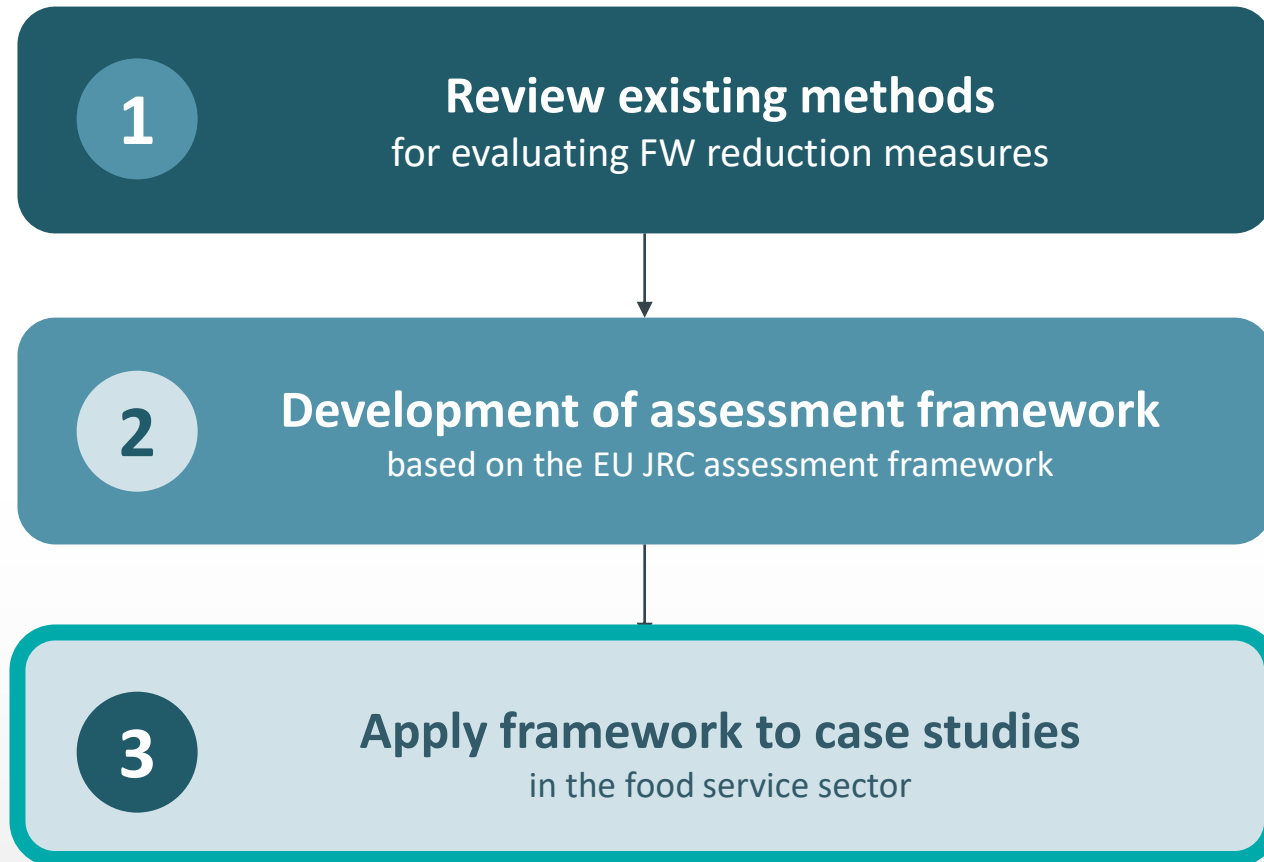 1
Review existing methods
for evaluating FW reduction measures
2
Development of assessment framework
based on the EU JRC assessment framework
3
Apply framework to case studies
in the food service sector